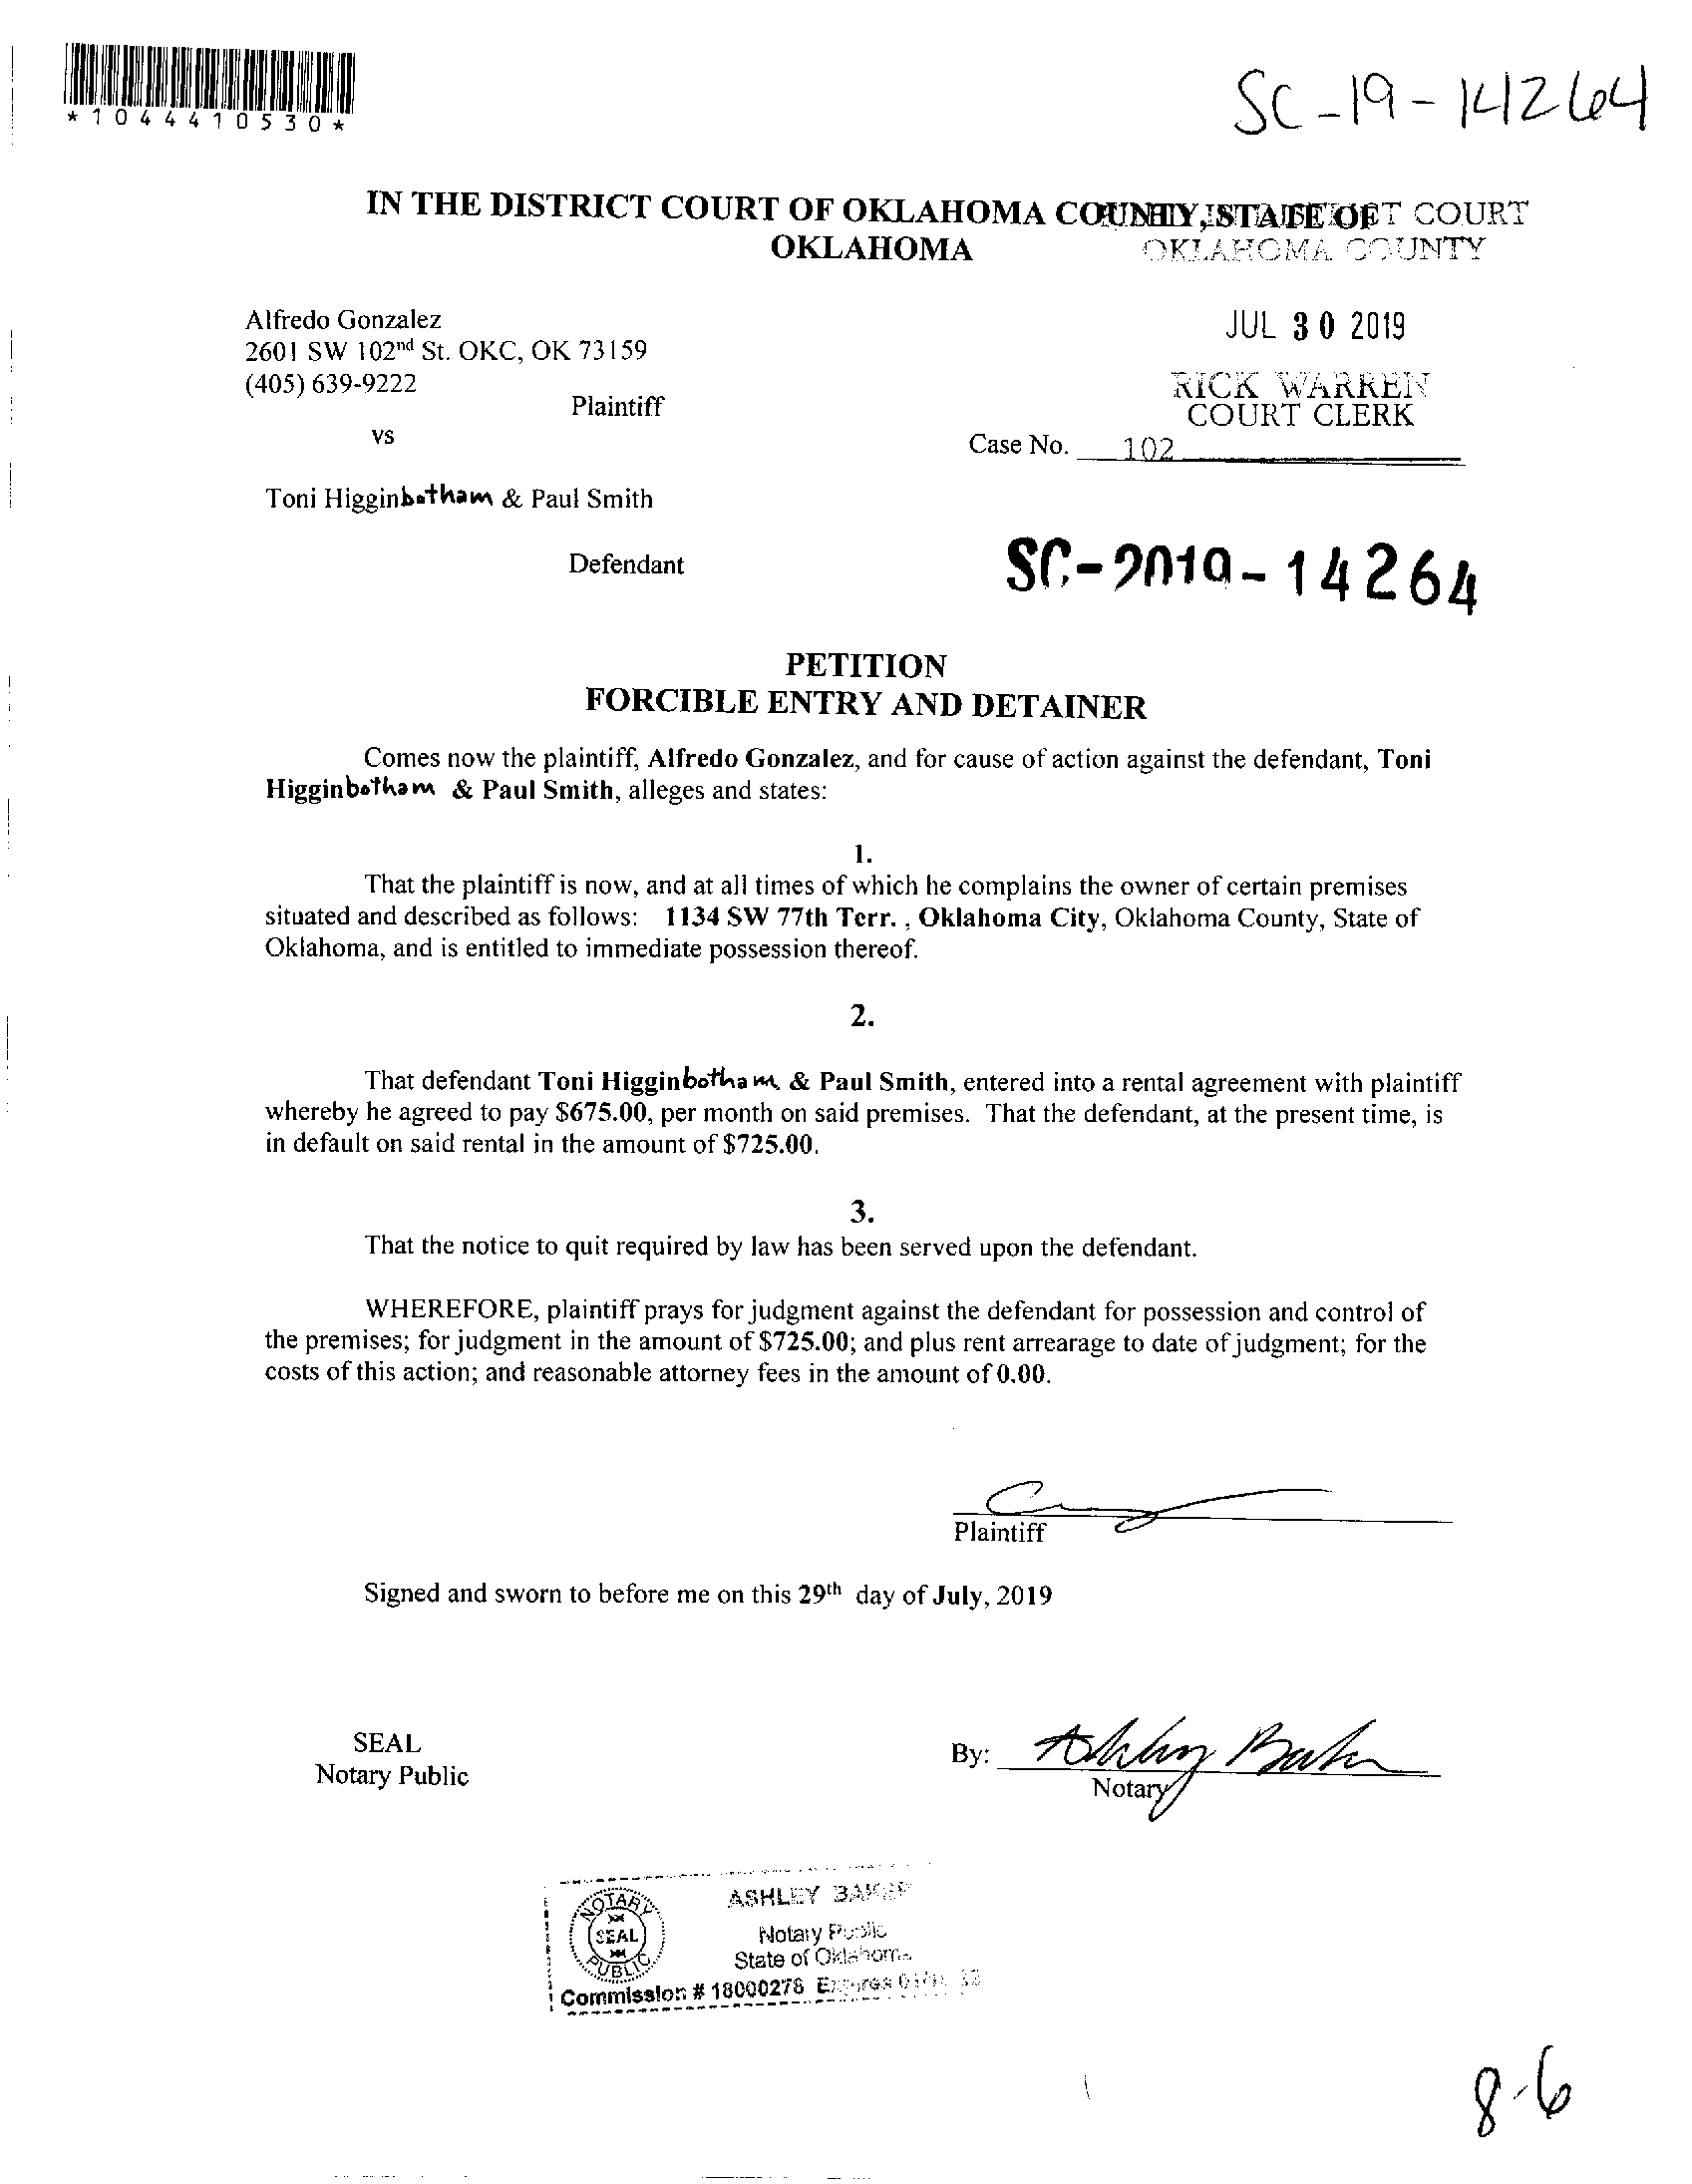 *1044410530*
SC-19-14264
IN THE DISTRICT COURT OF OKLAHOMA COUNTY, STATE OF
OKLAHOMA
COURT
OKLAHOMA COUNTY
Alfredo Gonzalez
2601 SW 102nd St. OKC, OK 73159
(405) 639-9222
Plaintiff
vs
JUL 30 2019
RICK WARREN
COURT CLERK
Case No. 102
Toni Higginbotham & Paul Smith
Defendant
SC-2019-14264
PETITION
FORCIBLE ENTRY AND DETAINER
Comes now the plaintiff, Alfredo Gonzalez, and for cause of action against the defendant, Toni
Higginbotham & Paul Smith, alleges and states:
1.
That the plaintiff is now, and at all times of which he complains the owner of certain premises
situated and described as follows: 1134 SW 77th Terr. , Oklahoma City, Oklahoma County, State of
Oklahoma, and is entitled to immediate possession thereof.
2.
That defendant Toni Higginbotham & Paul Smith, entered into a rental agreement with plaintiff
whereby he agreed to pay $675.00, per month on said premises. That the defendant, at the present time, is
in default on said rental in the amount of $725.00.
3.
That the notice to quit required by law has been served upon the defendant.
WHEREFORE, plaintiff prays for judgment against the defendant for possession and control of
the premises; for judgment in the amount of $725.00; and plus rent arrearage to date of judgment; for the
costs of this action; and reasonable attorney fees in the amount of 0.00.
Plaintiff
Signed and sworn to before me on this 29th day of July, 2019
SEAL
Notary Public
By: Ashley Baker
Notary
NOTARY
SEAL
PUBLIC
ASHLEY BAKER
Notary Public
State of Oklahoma
Commission # 18000278 Expires
8-6